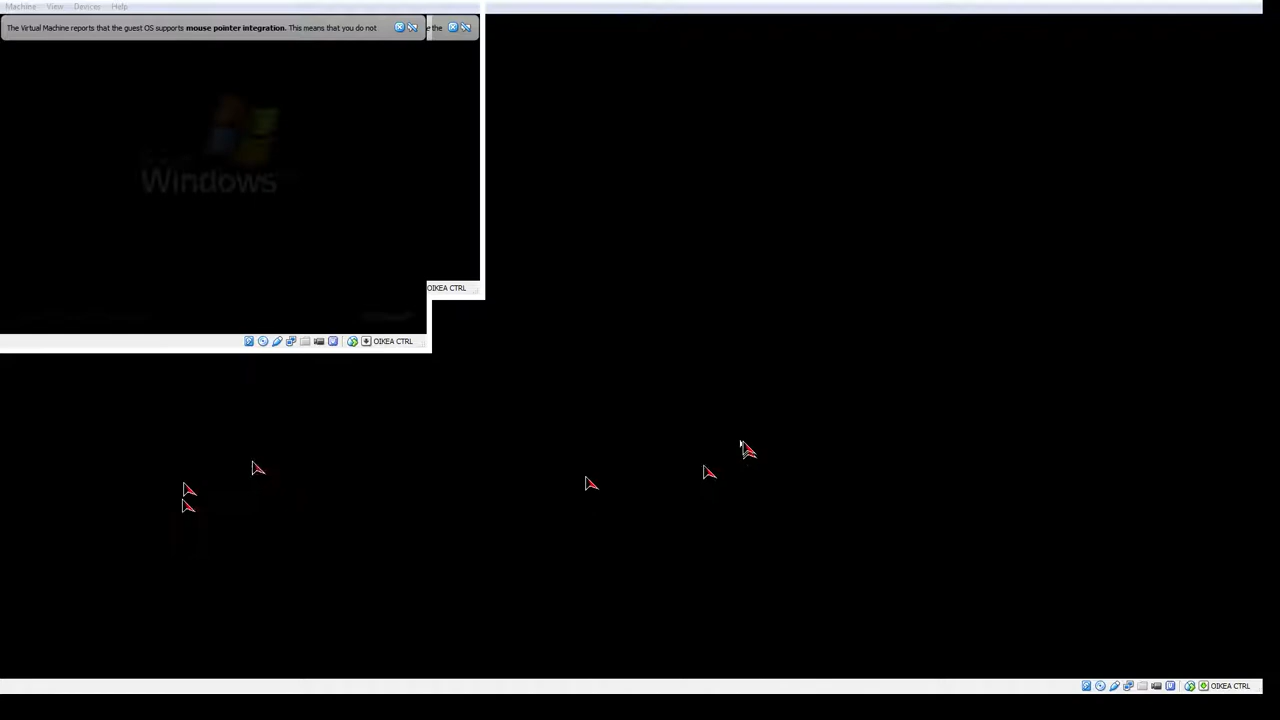 Machine View Devices Help
The Virtual Machine reports that the guest OS supports mouse pointer integration. This means that you do not
the
Windows
OIKEA CTRL
OIKEA CTRL
OIKEA CTRL